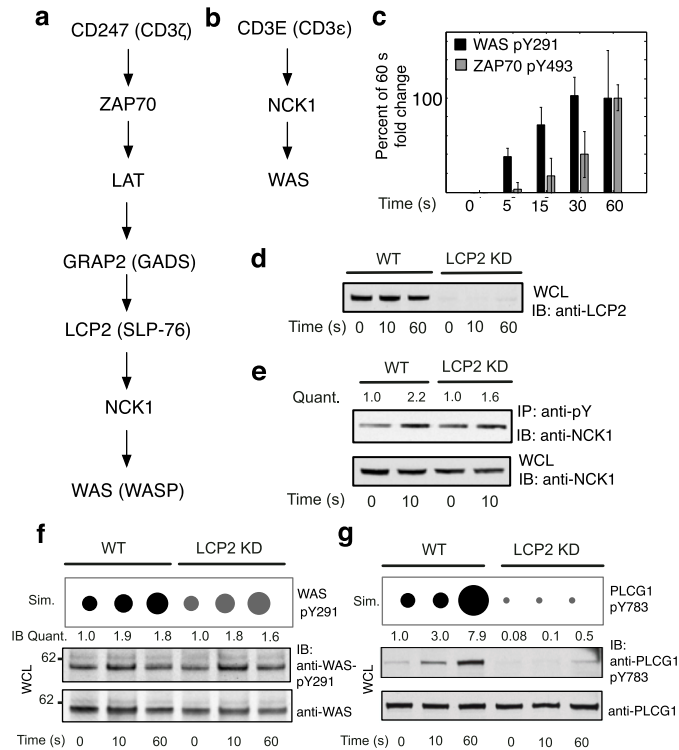 a
CD247 (CD3ζ)
ZAP70
LAT
GRAP2 (GADS)
LCP2 (SLP-76)
NCK1
WAS (WASP)
b
CD3E (CD3ε)
NCK1
WAS
c
WAS pY291
ZAP70 pY493
Percent of 60 s
fold change
100
Time (s) 0 5 15 30 60
d
WT LCP2 KD
WCL
IB: anti-LCP2
Time (s) 0 10 60 0 10 60
e
WT LCP2 KD
Quant. 1.0 2.2 1.0 1.6
IP: anti-pY
IB: anti-NCK1
WCL
IB: anti-NCK1
Time (s) 0 10 0 10
f
WT LCP2 KD
Sim.
WAS
pY291
IB Quant. 1.0 1.9 1.8 1.0 1.8 1.6
WCL
62
IB:
anti-WAS-
pY291
62
anti-WAS
Time (s) 0 10 60 0 10 60
g
WT LCP2 KD
Sim.
PLCG1
pY783
1.0 3.0 7.9 0.08 0.1 0.5
WCL
IB:
anti-PLCG1
pY783
anti-PLCG1
Time (s) 0 10 60 0 10 60